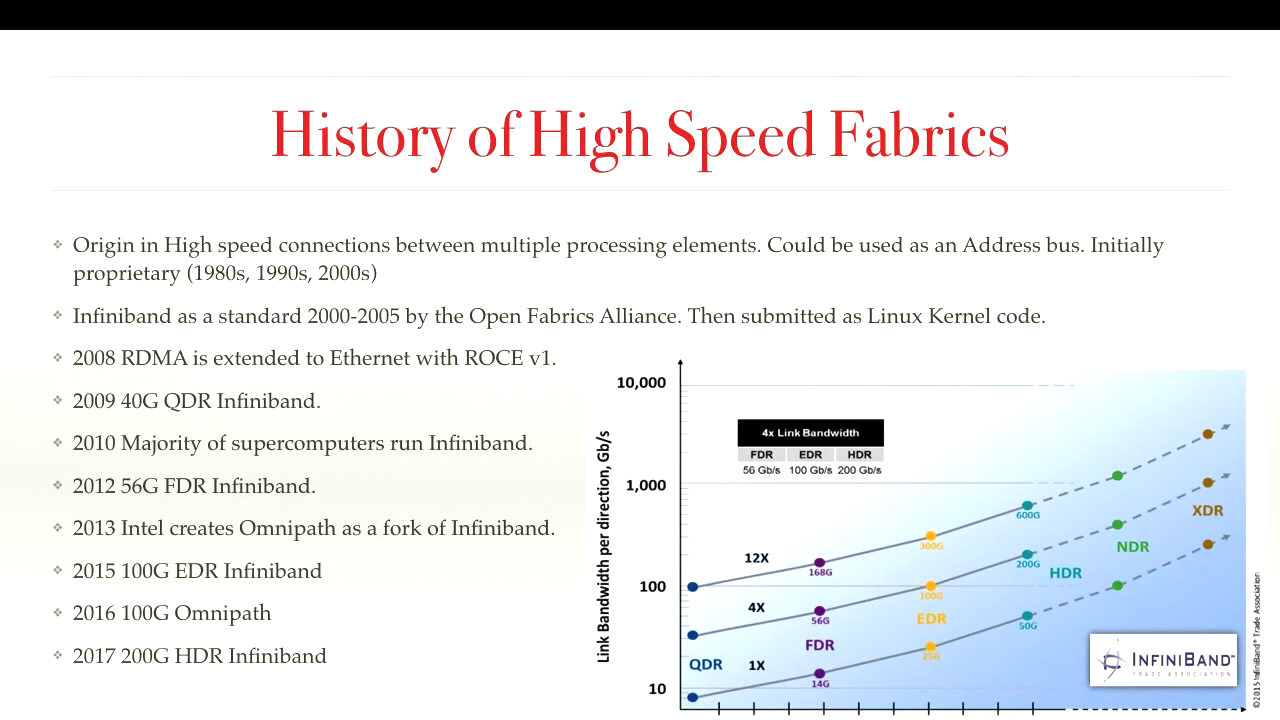 History of High Speed Fabrics
Origin in High speed connections between multiple processing elements. Could be used as an Address bus. Initially
proprietary (1980s, 1990s, 2000s)
Infiniband as a standard 2000-2005 by the Open Fabrics Alliance. Then submitted as Linux Kernel code.
2008 RDMA is extended to Ethernet with ROCE v1.
2009 40G QDR Infiniband.
2010 Majority of supercomputers run Infiniband.
2012 56G FDR Infiniband.
2013 Intel creates Omnipath as a fork of Infiniband.
2015 100G EDR Infiniband
2016 100G Omnipath
2017 200G HDR Infiniband
Link Bandwidth per direction, Gb/s
10,000
1,000
100
10
4x Link Bandwidth
FDR EDR HDR
56 Gb/s 100 Gb/s 200 Gb/s
12X
168G
300G
600G
4X
56G
100G
200G
1X
14G
25G
50G
QDR
FDR
EDR
HDR
NDR
XDR
INFINIBAND™
TRADE ASSOCIATION
©2015 InfiniBand® Trade Association